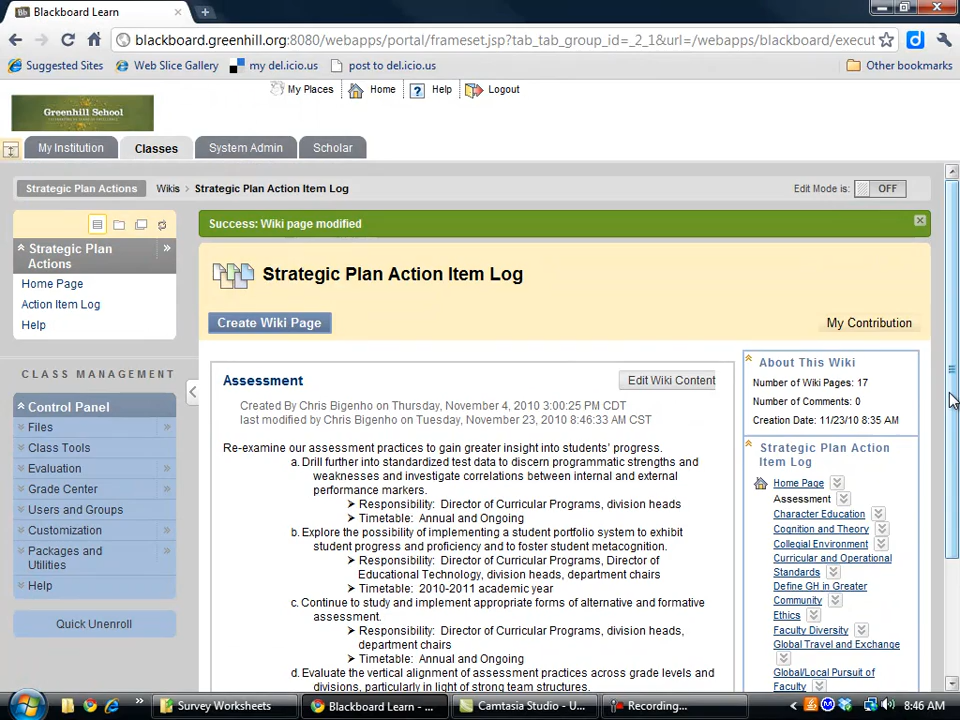 Blackboard Learn
blackboard.greenhill.org:8080/webapps/portal/frameset.jsp?tab_tab_group_id=_2_1&url=/webapps/blackboard/execut
Suggested Sites
Web Slice Gallery
my del.icio.us
post to del.icio.us
Other bookmarks
My Places
Home
Help
Logout
Greenhill School
My Institution
Classes
System Admin
Scholar
Strategic Plan Actions
Wikis > Strategic Plan Action Item Log
Edit Mode is: OFF
Success: Wiki page modified
Strategic Plan
Actions
Home Page
Action Item Log
Help
CLASS MANAGEMENT
Control Panel
Files
Class Tools
Evaluation
Grade Center
Users and Groups
Customization
Packages and
Utilities
Help
Quick Unenroll
Strategic Plan Action Item Log
Create Wiki Page
My Contribution
Assessment
Edit Wiki Content
Created By Chris Bigenho on Thursday, November 4, 2010 3:00:25 PM CDT
last modified by Chris Bigenho on Tuesday, November 23, 2010 8:46:33 AM CST
Re-examine our assessment practices to gain greater insight into students' progress.
a. Drill further into standardized test data to discern programmatic strengths and
weaknesses and investigate correlations between internal and external
performance markers.
➤ Responsibility: Director of Curricular Programs, division heads
➤ Timetable: Annual and Ongoing
b. Explore the possibility of implementing a student portfolio system to exhibit
student progress and proficiency and to foster student metacognition.
➤ Responsibility: Director of Curricular Programs, Director of
Educational Technology, division heads, department chairs
➤ Timetable: 2010-2011 academic year
c. Continue to study and implement appropriate forms of alternative and formative
assessment.
➤ Responsibility: Director of Curricular Programs, division heads,
department chairs
➤ Timetable: Annual and Ongoing
d. Evaluate the vertical alignment of assessment practices across grade levels and
divisions, particularly in light of strong team structures.
About This Wiki
Number of Wiki Pages: 17
Number of Comments: 0
Creation Date: 11/23/10 8:35 AM
Strategic Plan Action
Item Log
Home Page
Assessment
Character Education
Cognition and Theory
Collegial Environment
Curricular and Operational
Standards
Define GH in Greater
Community
Ethics
Faculty Diversity
Global Travel and Exchange
Global/Local Pursuit of
Faculty
Survey Worksheets
Blackboard Learn - ...
Camtasia Studio - U...
Recording...
8:46 AM